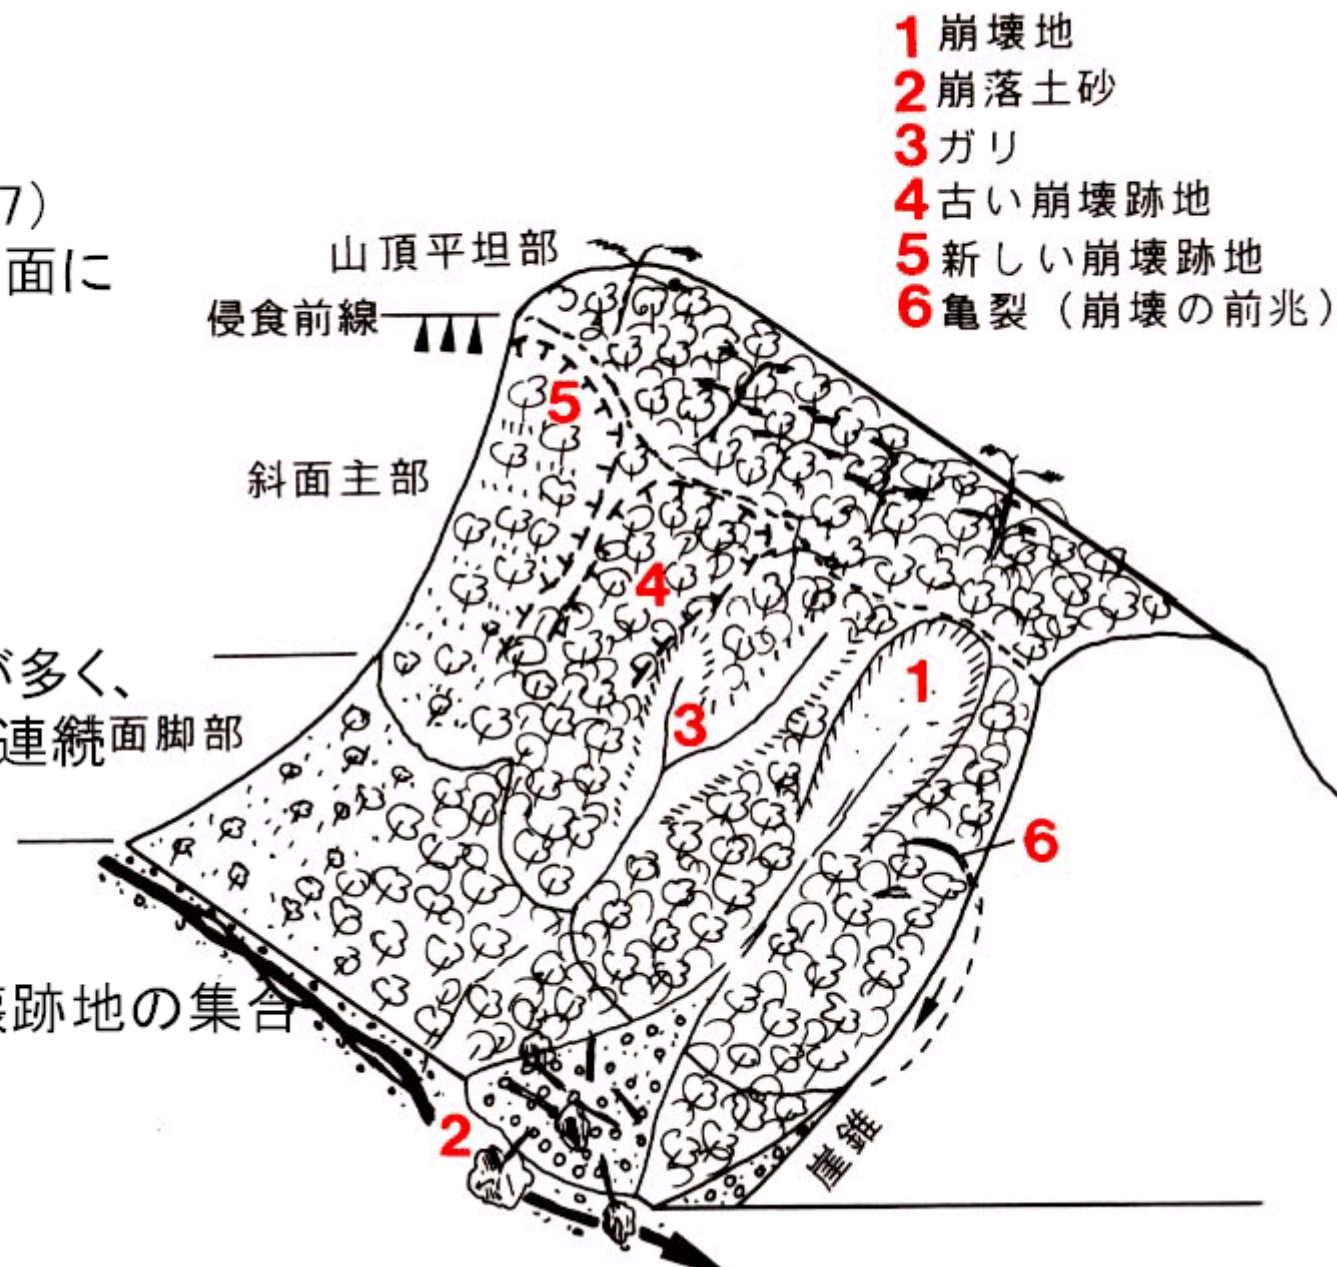 1 崩壊地
2 崩落土砂
3 ガリ
4 古い崩壊跡地
5 新しい崩壊跡地
6 亀裂（崩壊の前兆）
7）
面に
山頂平坦部
侵食前線
5
斜面主部
4
が多く、
1
3
連続
面脚部
6
壊跡地の集合
2
崖錐